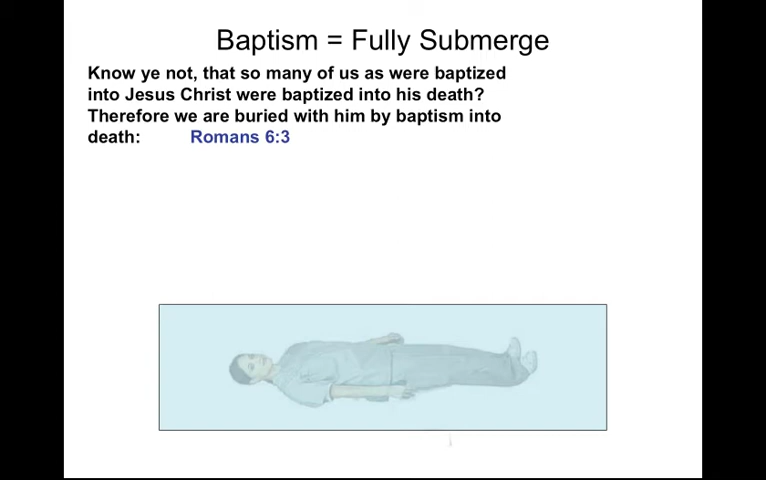 Baptism = Fully Submerge
Know ye not, that so many of us as were baptized
into Jesus Christ were baptized into his death?
Therefore we are buried with him by baptism into
death: Romans 6:3